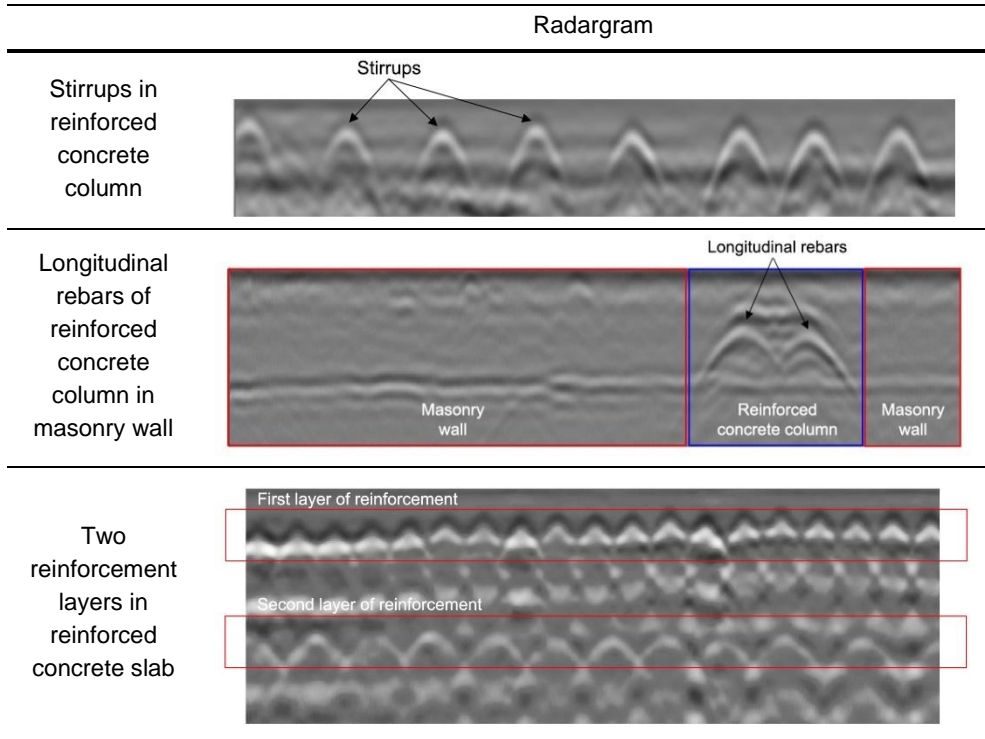 Radargram
Stirrups in
reinforced
concrete
column
Stirrups
Longitudinal
rebars of
reinforced
concrete
column in
masonry wall
Longitudinal rebars
Masonry
wall
Reinforced
concrete column
Masonry
wall
Two
reinforcement
layers in
reinforced
concrete slab
First layer of reinforcement
Second layer of reinforcement